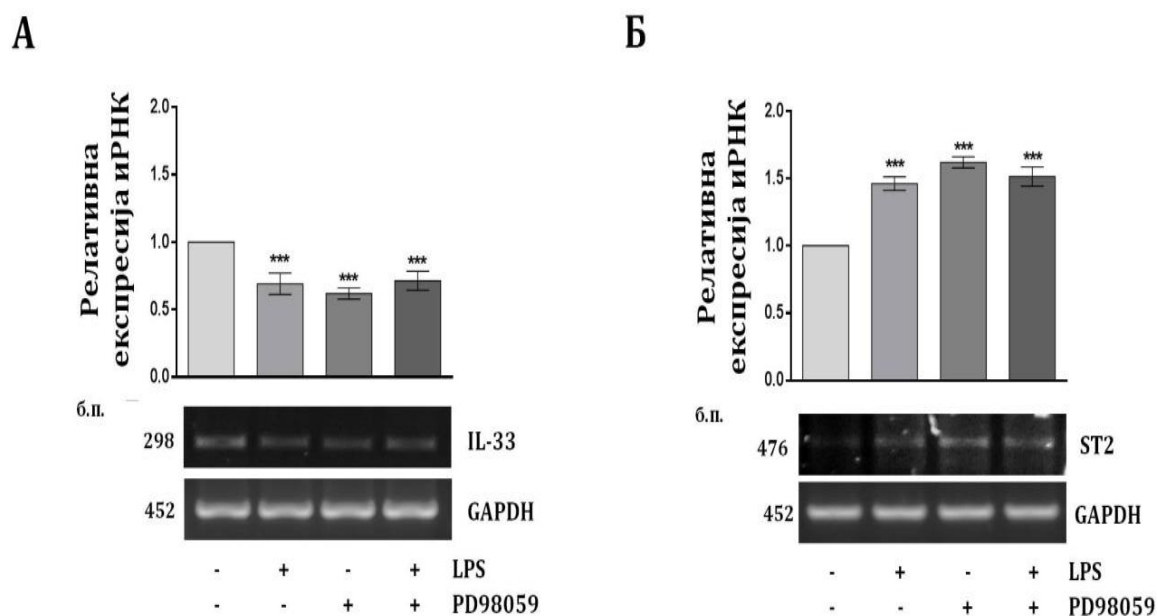 А
Релативна
експресија иРНК
2.0
1.5
1.0
0.5
0.0
***
***
***
б.п.
298
IL-33
452
GAPDH
- + - + LPS
- - + + PD98059
Б
Релативна
експресија иРНК
2.0
1.5
1.0
0.5
0.0
***
***
***
б.п.
476
ST2
452
GAPDH
- + - + LPS
- - + + PD98059